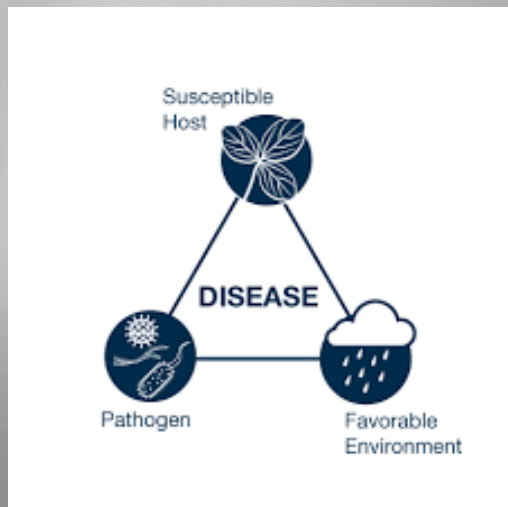 Susceptible
Host
DISEASE
Pathogen
Favorable
Environment